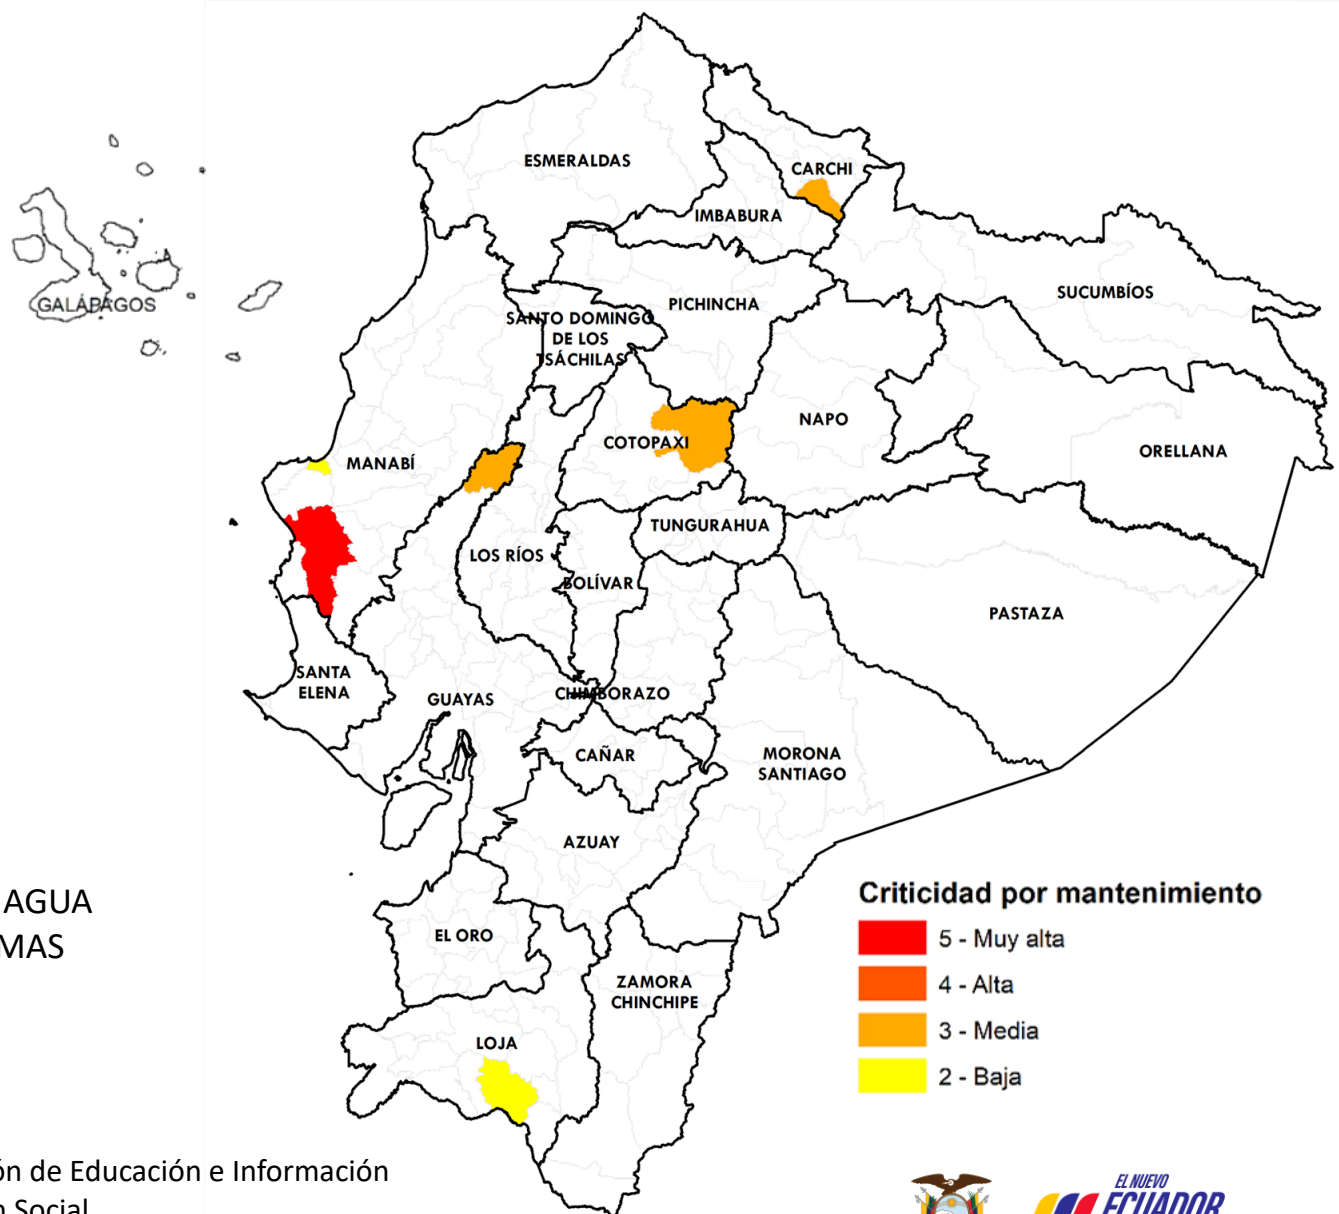 ESMERALDAS
CARCHI
IMBABURA
GALÁPAGOS
SUCUMBÍOS
PICHINCHA
SANTO DOMINGO
DE LOS
TSÁCHILAS
NAPO
COTOPAXI
ORELLANA
MANABÍ
TUNGURAHUA
LOS RÍOS
BOLÍVAR
PASTAZA
SANTA
ELENA
GUAYAS
CHIMBORAZO
CAÑAR
MORONA
SANTIAGO
AZUAY
EL ORO
ZAMORA
CHINCHIPE
LOJA
AGUA
MAS
Criticidad por mantenimiento
5 - Muy alta
4 - Alta
3 - Media
2 - Baja
ón de Educación e Información
n Social
EL NUEVO
ECUADOR